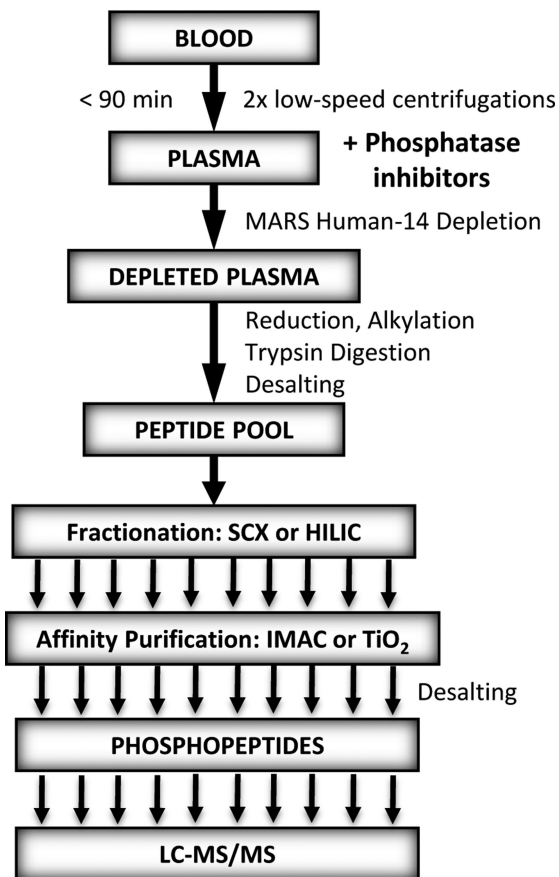 BLOOD
< 90 min
2x low-speed centrifugations
PLASMA
+ Phosphatase
inhibitors
MARS Human-14 Depletion
DEPLETED PLASMA
Reduction, Alkylation
Trypsin Digestion
Desalting
PEPTIDE POOL
Fractionation: SCX or HILIC
Affinity Purification: IMAC or TiO₂
Desalting
PHOSPHOPEPTIDES
LC-MS/MS